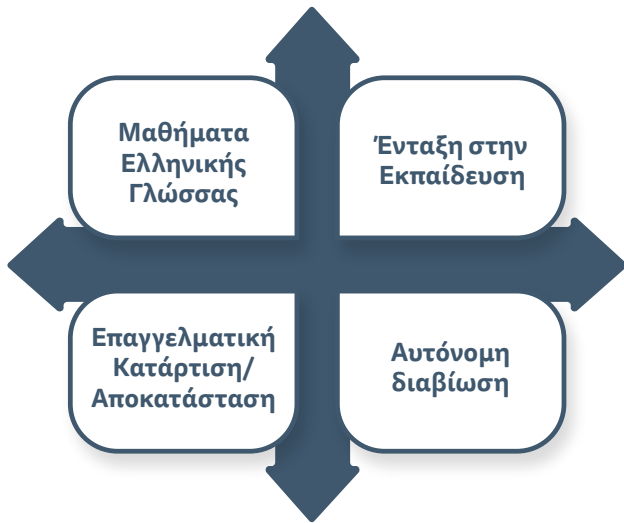 Μαθήματα
Ελληνικής
Γλώσσας
Ένταξη στην
Εκπαίδευση
Επαγγελματική
Κατάρτιση/
Αποκατάσταση
Αυτόνομη
διαβίωση